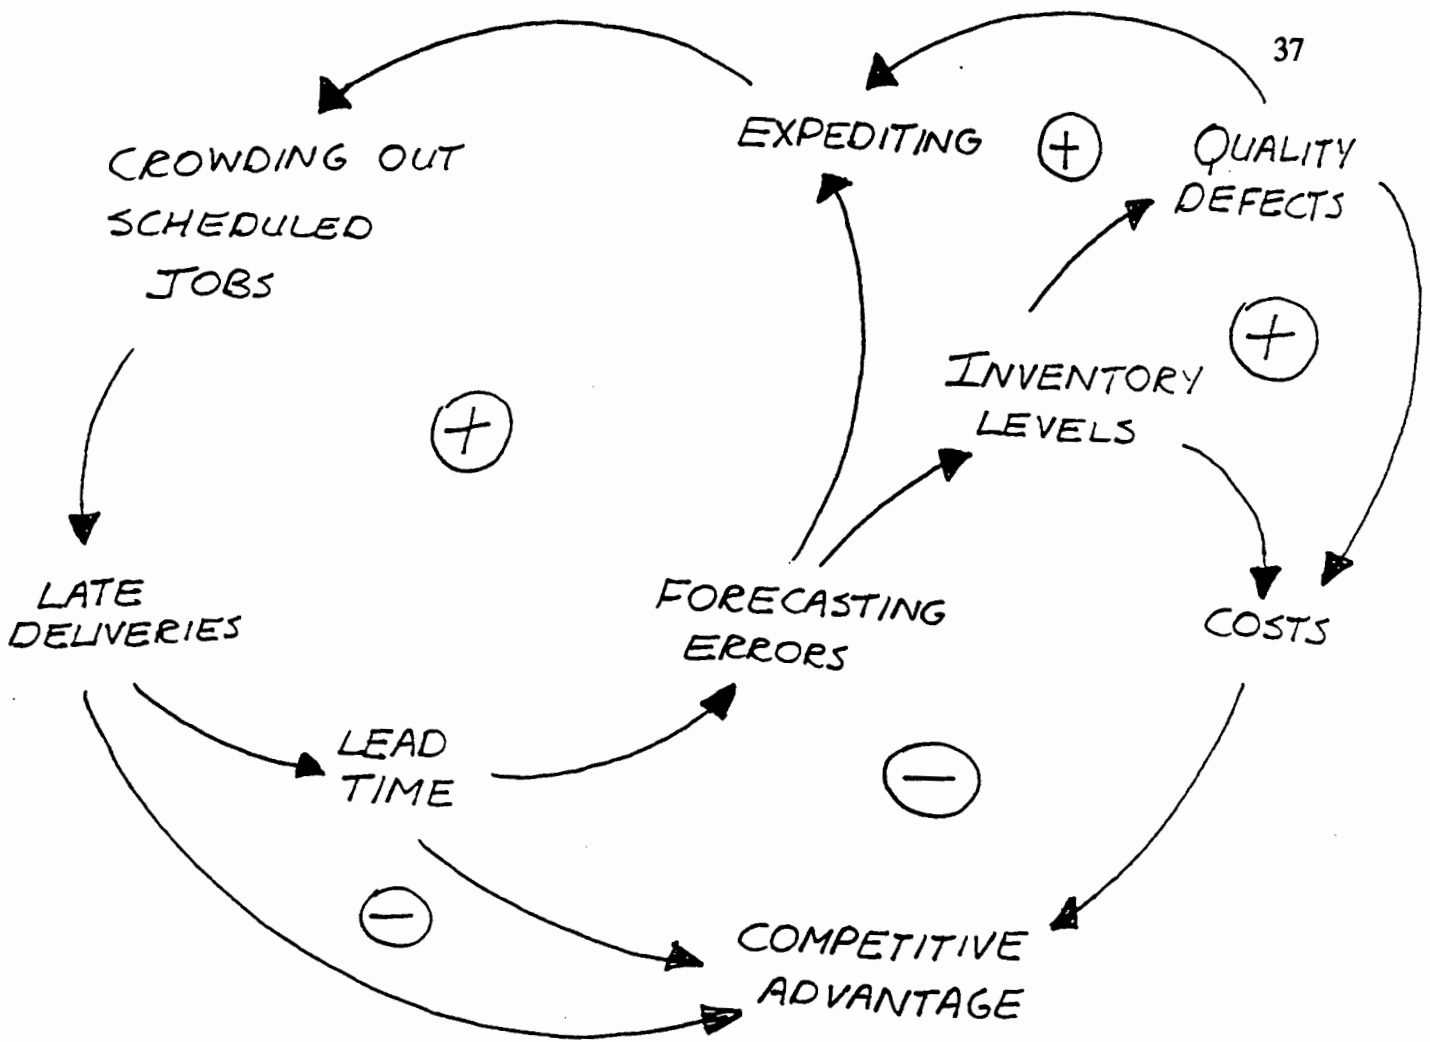 37
CROWDING OUT
SCHEDULED
JOBS
EXPEDITING
+
QUALITY
DEFECTS
+
INVENTORY
LEVELS
+
LATE
DELIVERIES
FORECASTING
ERRORS
COSTS
LEAD
TIME
−
−
COMPETITIVE
ADVANTAGE